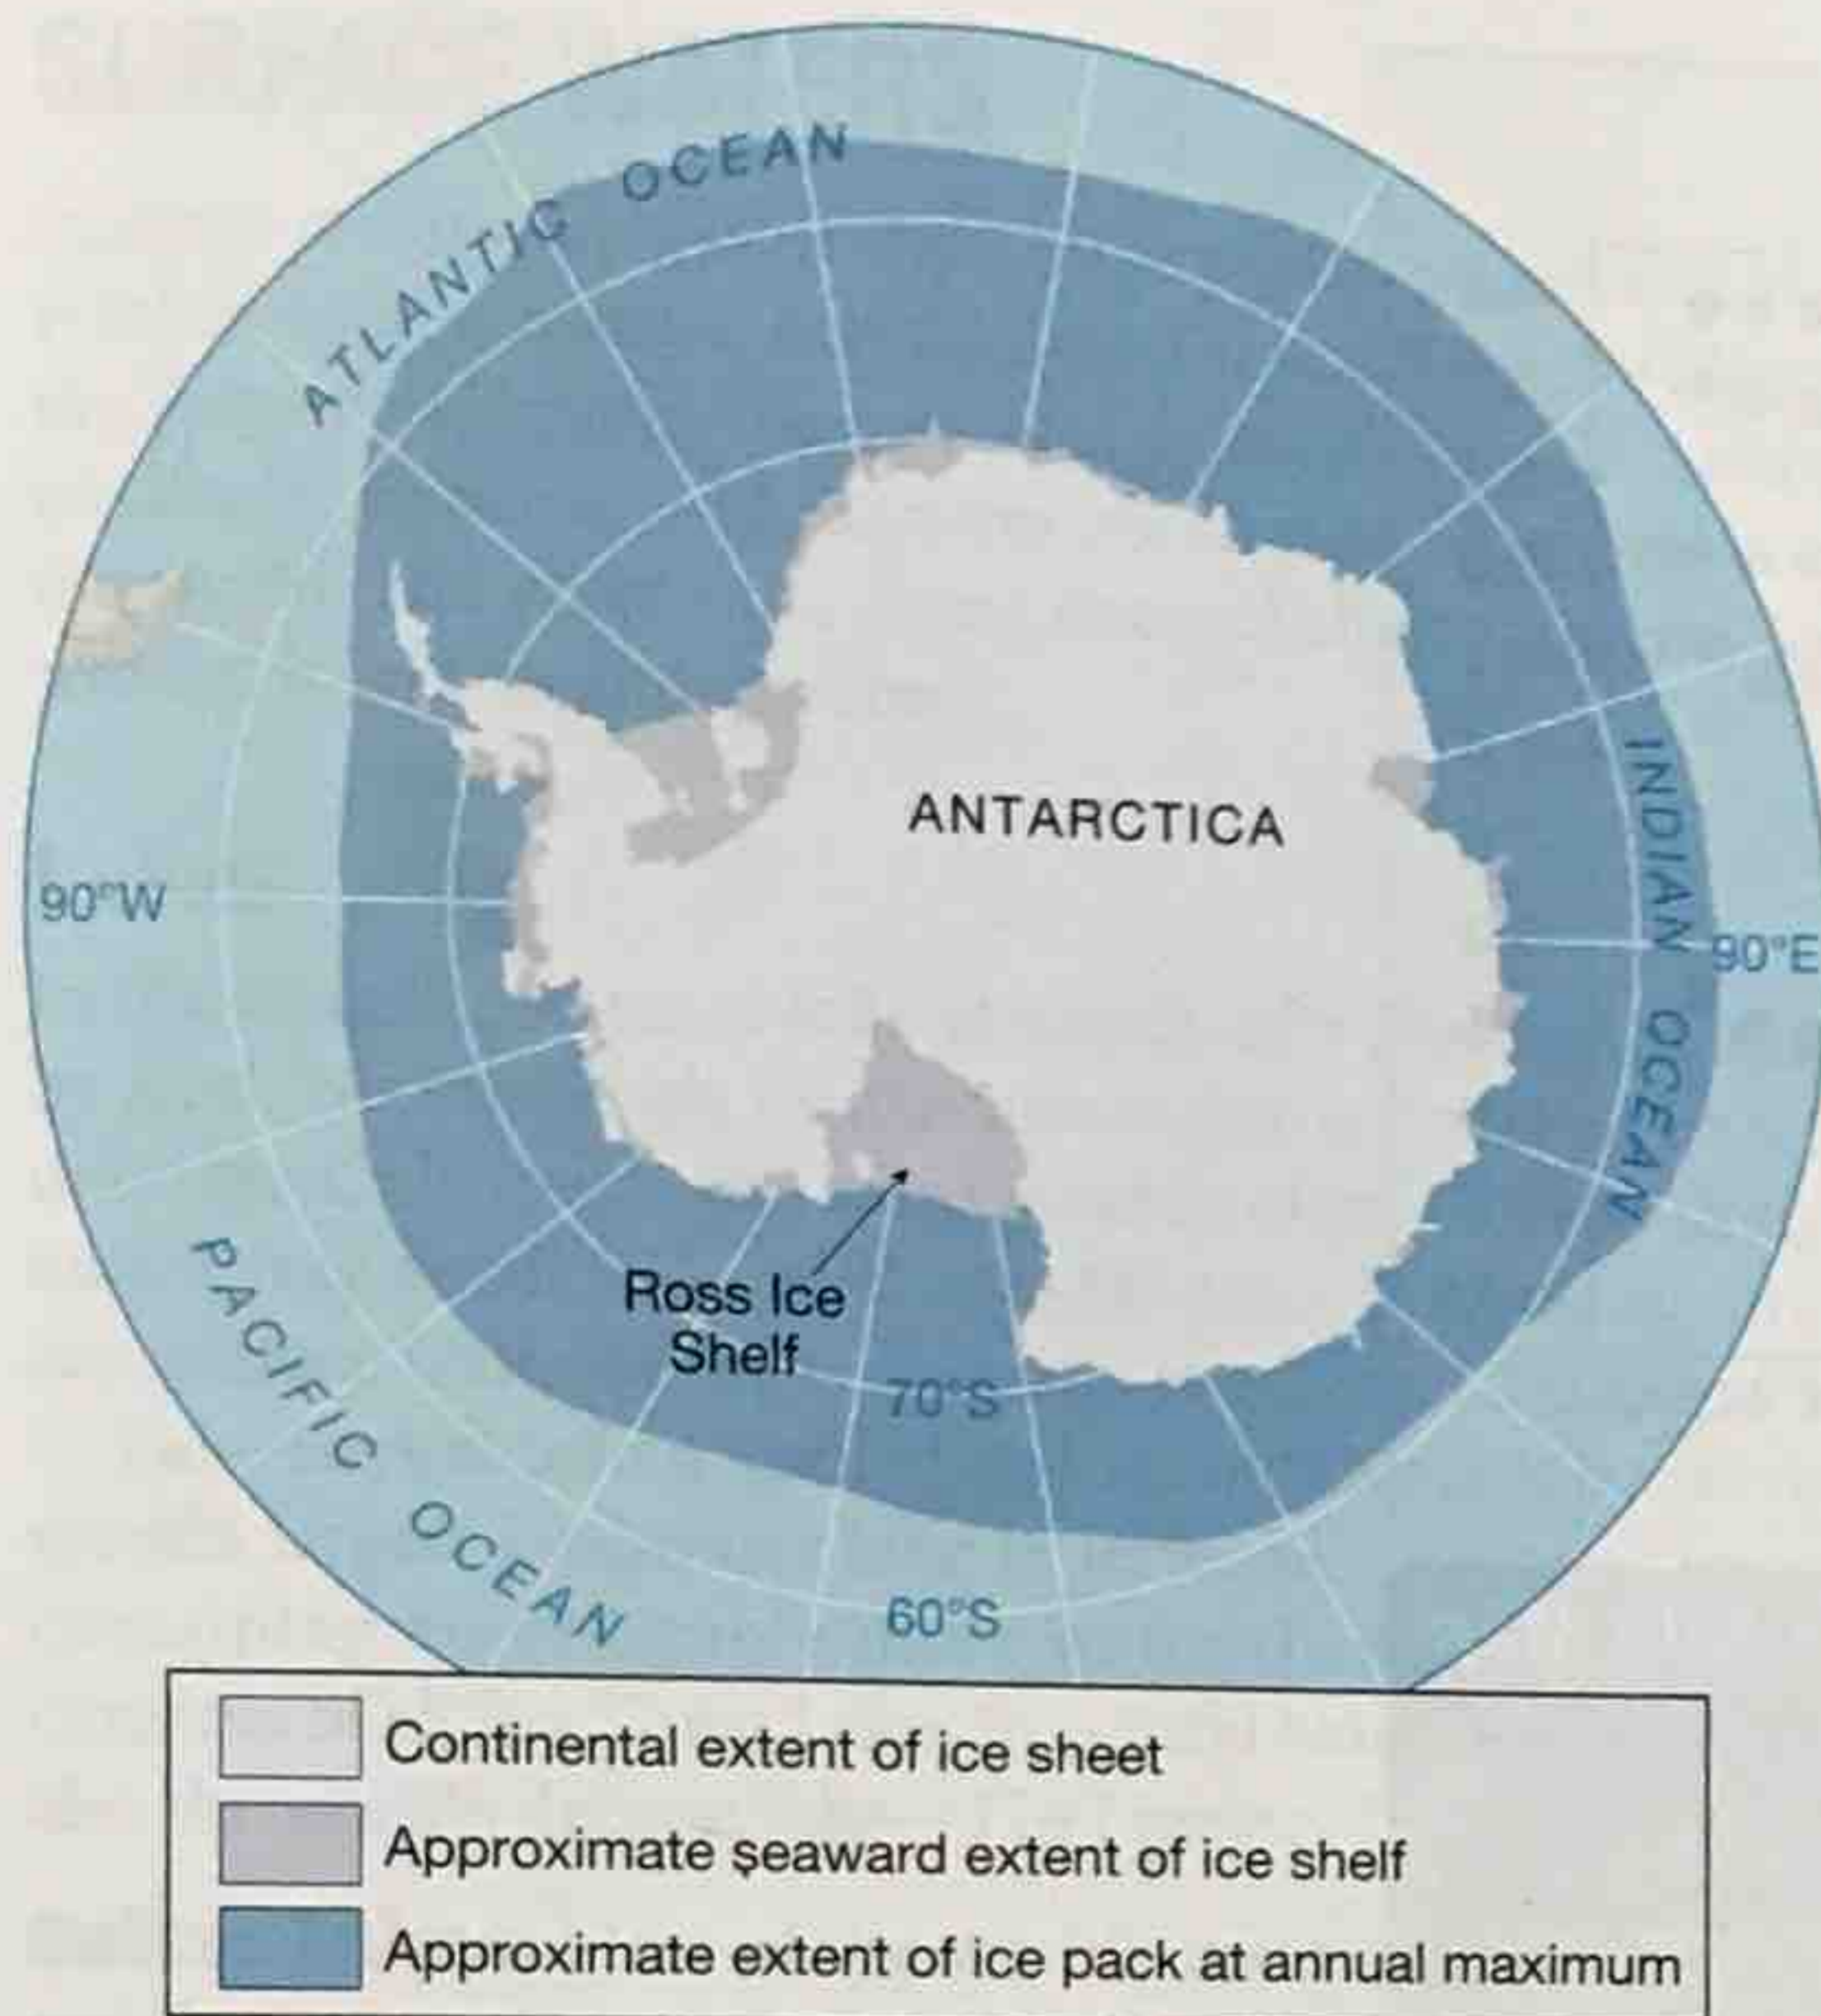 ATLANTIC OCEAN
ANTARCTICA
INDIAN OCEAN
90°W
90°E
Ross Ice
Shelf
70°S
PACIFIC OCEAN
60°S
Continental extent of ice sheet
Approximate seaward extent of ice shelf
Approximate extent of ice pack at annual maximum